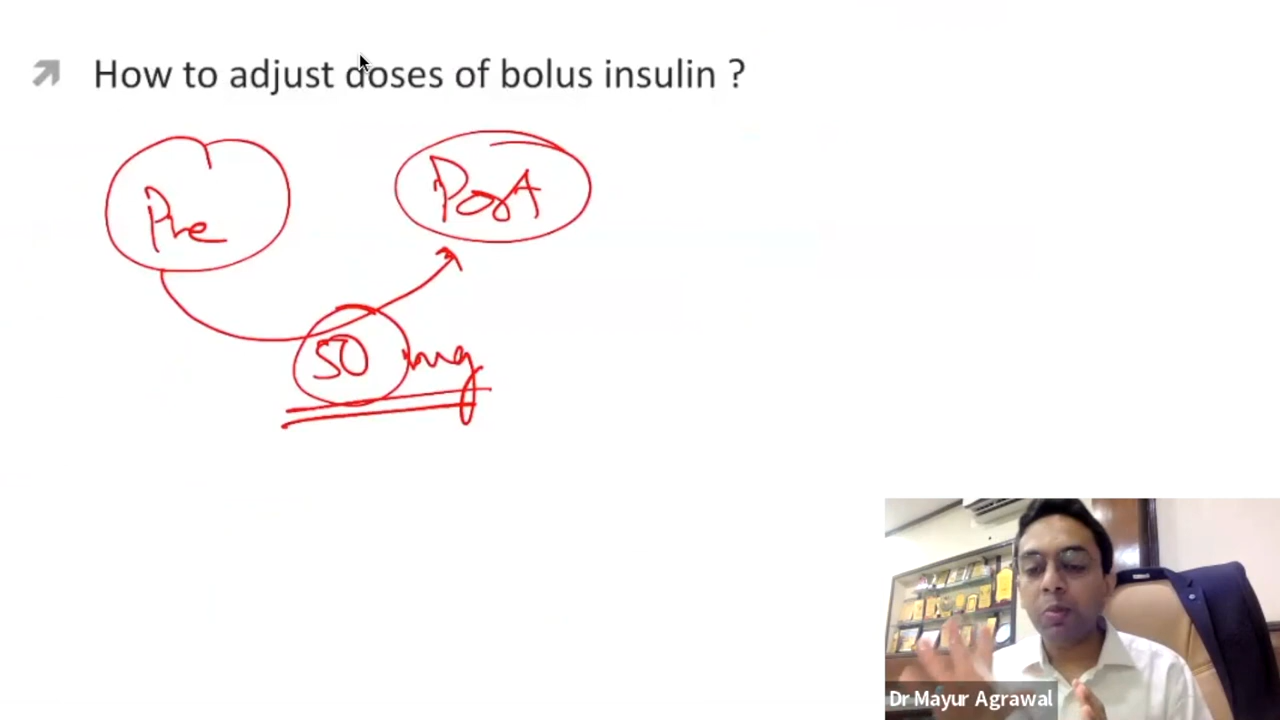 How to adjust doses of bolus insulin ?
Pre
Post
50 mg
Dr Mayur Agrawal